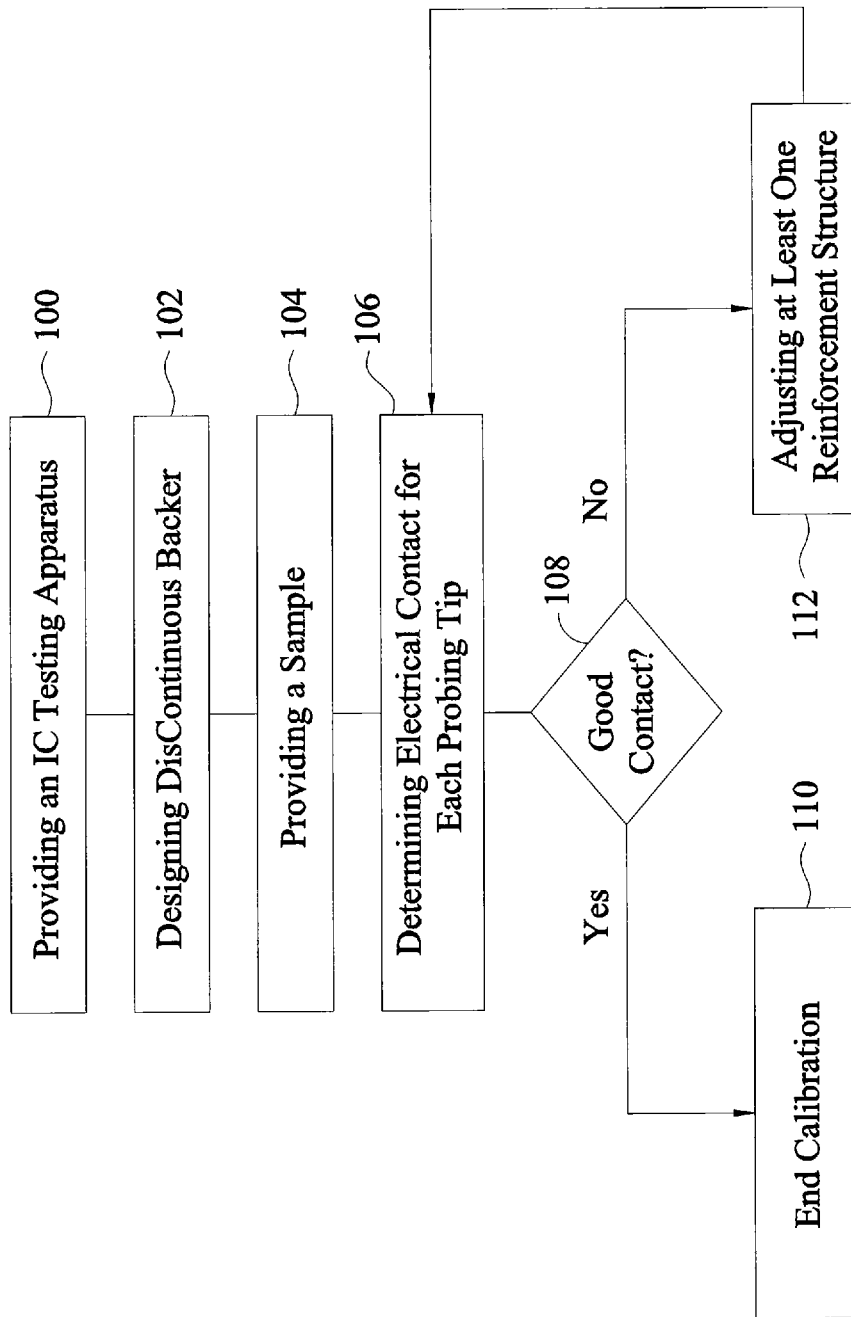 Providing an IC Testing Apparatus
100
Designing DisContinuous Backer
102
Providing a Sample
104
Determining Electrical Contact for
Each Probing Tip
106
Good
Contact?
108
Yes
No
End Calibration
110
Adjusting at Least One
Reinforcement Structure
112